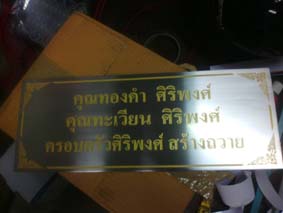 คุณทองคำ ศิริพงศ์
คุณทะเวียน ศิริพงศ์
ครอบครัวศิริพงศ์ สร้างถวาย